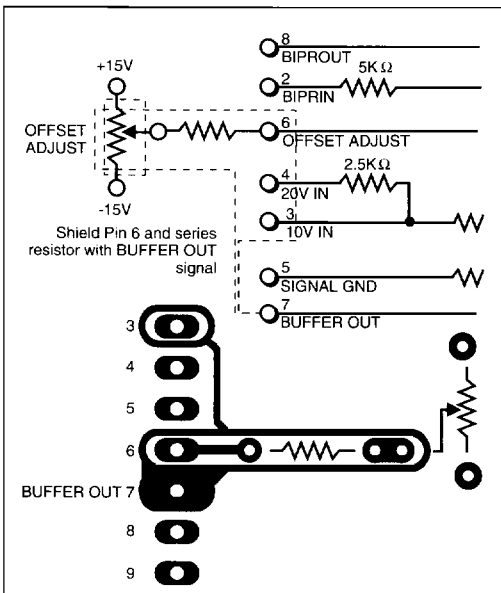 8
BIPROUT
+15V
5KΩ
2
BIPRIN
OFFSET
ADJUST
6
OFFSET ADJUST
4
2.5KΩ
20V IN
-15V
3
10V IN
Shield Pin 6 and series
resistor with BUFFER OUT
signal
5
SIGNAL GND
7
BUFFER OUT
3
4
5
6
BUFFER OUT 7
8
9